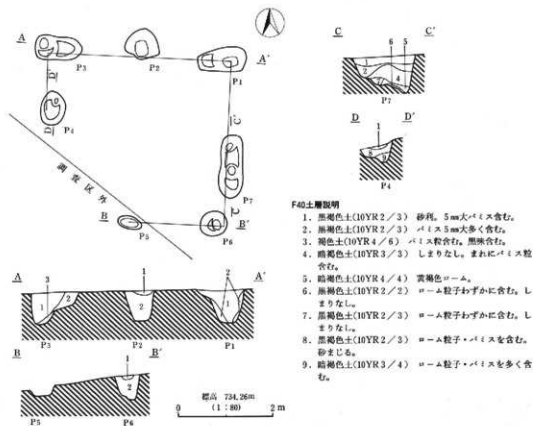 A
A'
P3
P2
P1
D'
D
P4
C'
C
P7
調査区外
B
B'
P5
P6
A
A'
3
1
2
1
2
2
1
P3
P2
P1
B
B'
1
2
P5
P6
標高 734.26m
0 (1:80) 2m
C
C'
6 5
1
2
4
7
P7
D
D'
1
8
9
P4
F40土層説明
1. 黒褐色土(10YR2/3) 砂利。5㎜大パミス含む。
2. 黒褐色土(10YR2/3) パミス5㎜大多く含む。
3. 褐色土(10YR4/6) パミス粒含む。黒味含む。
4. 暗褐色土(10YR3/3) しまりなし。まれにパミス粒
含む。
5. 暗褐色土(10YR4/4) 黄褐色ローム。
6. 黒褐色土(10YR2/2) ローム粒子わずかに含む。し
まりなし。
7. 黒褐色土(10YR2/3) ローム粒子わずかに含む。し
まりなし。
8. 黒褐色土(10YR2/3) ローム粒子・パミスを含む。
砂まじる。
9. 暗褐色土(10YR3/4) ローム粒子・パミスを多く含
む。